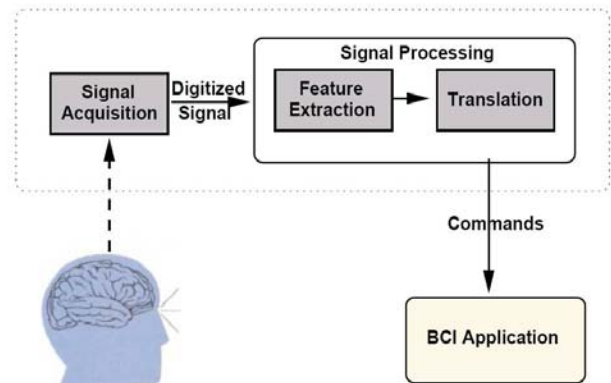 Signal Processing
Signal
Acquisition
Digitized
Signal
Feature
Extraction
Translation
Commands
BCI Application